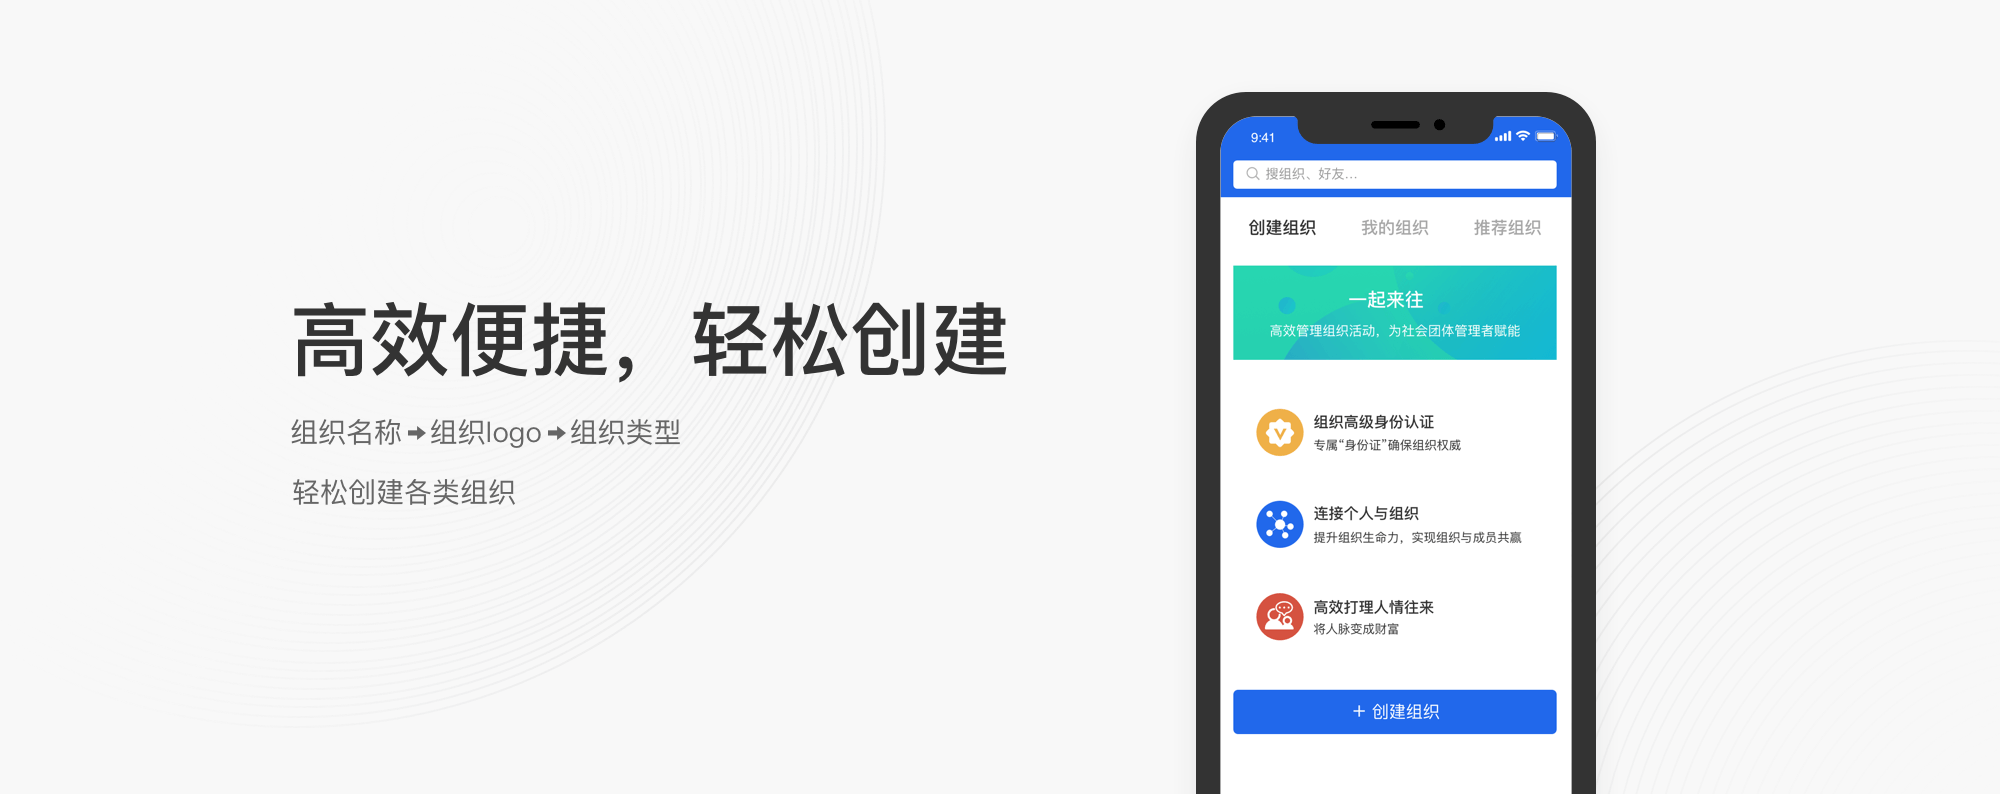 高效便捷，轻松创建
组织名称➡组织logo➡组织类型
轻松创建各类组织
9:41
搜组织、好友...
创建组织 我的组织 推荐组织
一起来往
高效管理组织活动，为社会团体管理者赋能
组织高级身份认证
专属“身份证”确保组织权威
连接个人与组织
提升组织生命力，实现组织与成员共赢
高效打理人情往来
将人脉变成财富
+ 创建组织